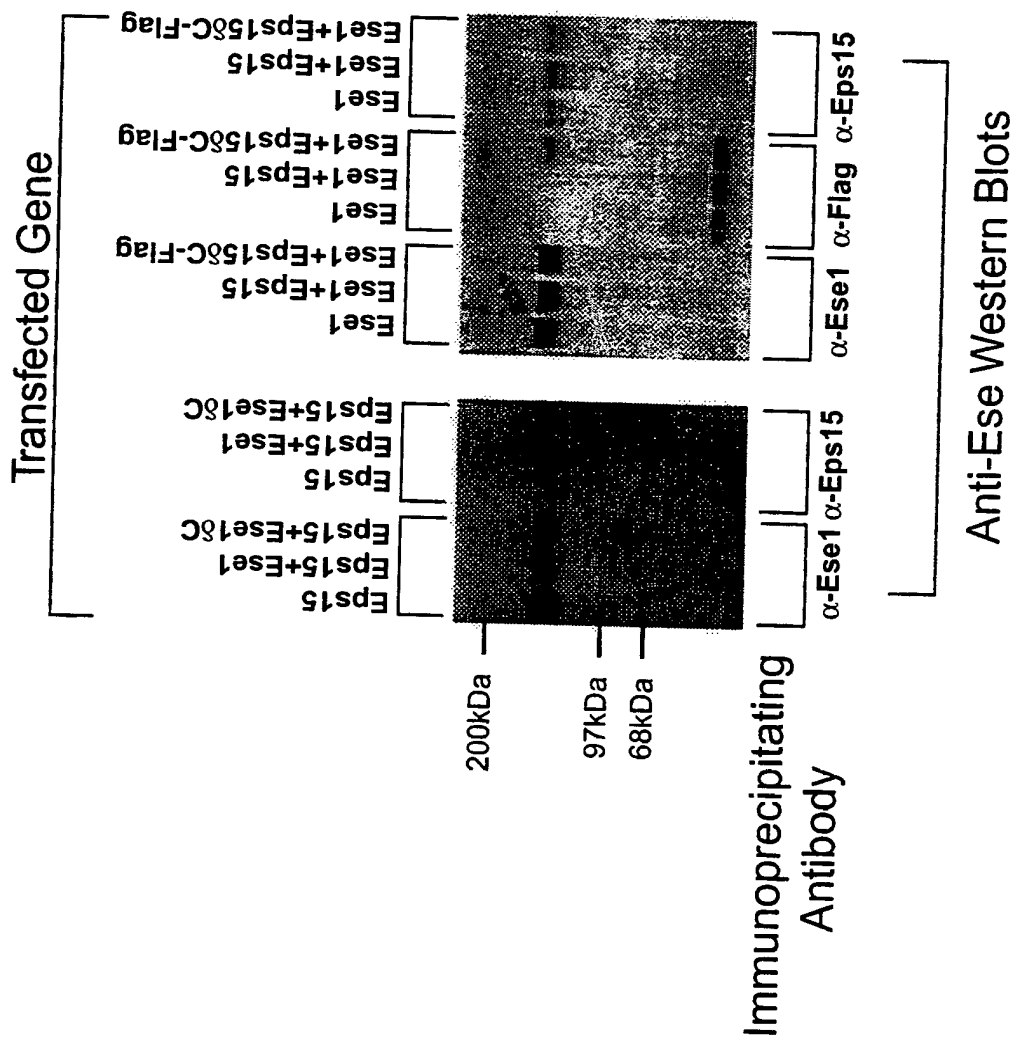 Transfected Gene
Eps15
Eps15+Ese1
Eps15+Ese1δC
Eps15
Eps15+Ese1
Eps15+Ese1δC
Ese1
Ese1+Eps15
Ese1+Eps15δC-Flag
Ese1
Ese1+Eps15
Ese1+Eps15δC-Flag
Ese1
Ese1+Eps15
Ese1+Eps15δC-Flag
200kDa
97kDa
68kDa
Immunoprecipitating
Antibody
α-Ese1 α-Eps15
α-Ese1 α-Flag α-Eps15
Anti-Ese Western Blots